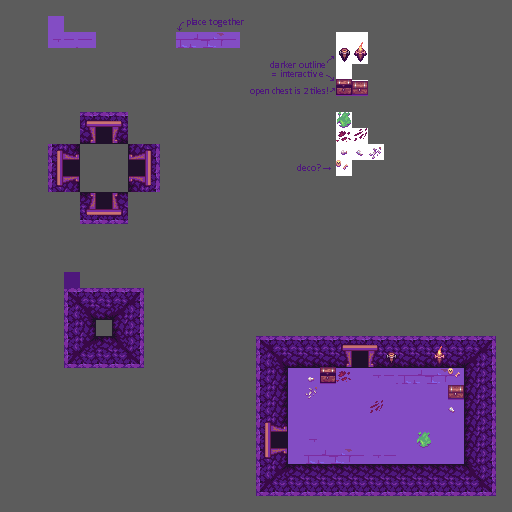 place together
darker outline
= interactive
open chest is 2 tiles!
deco?